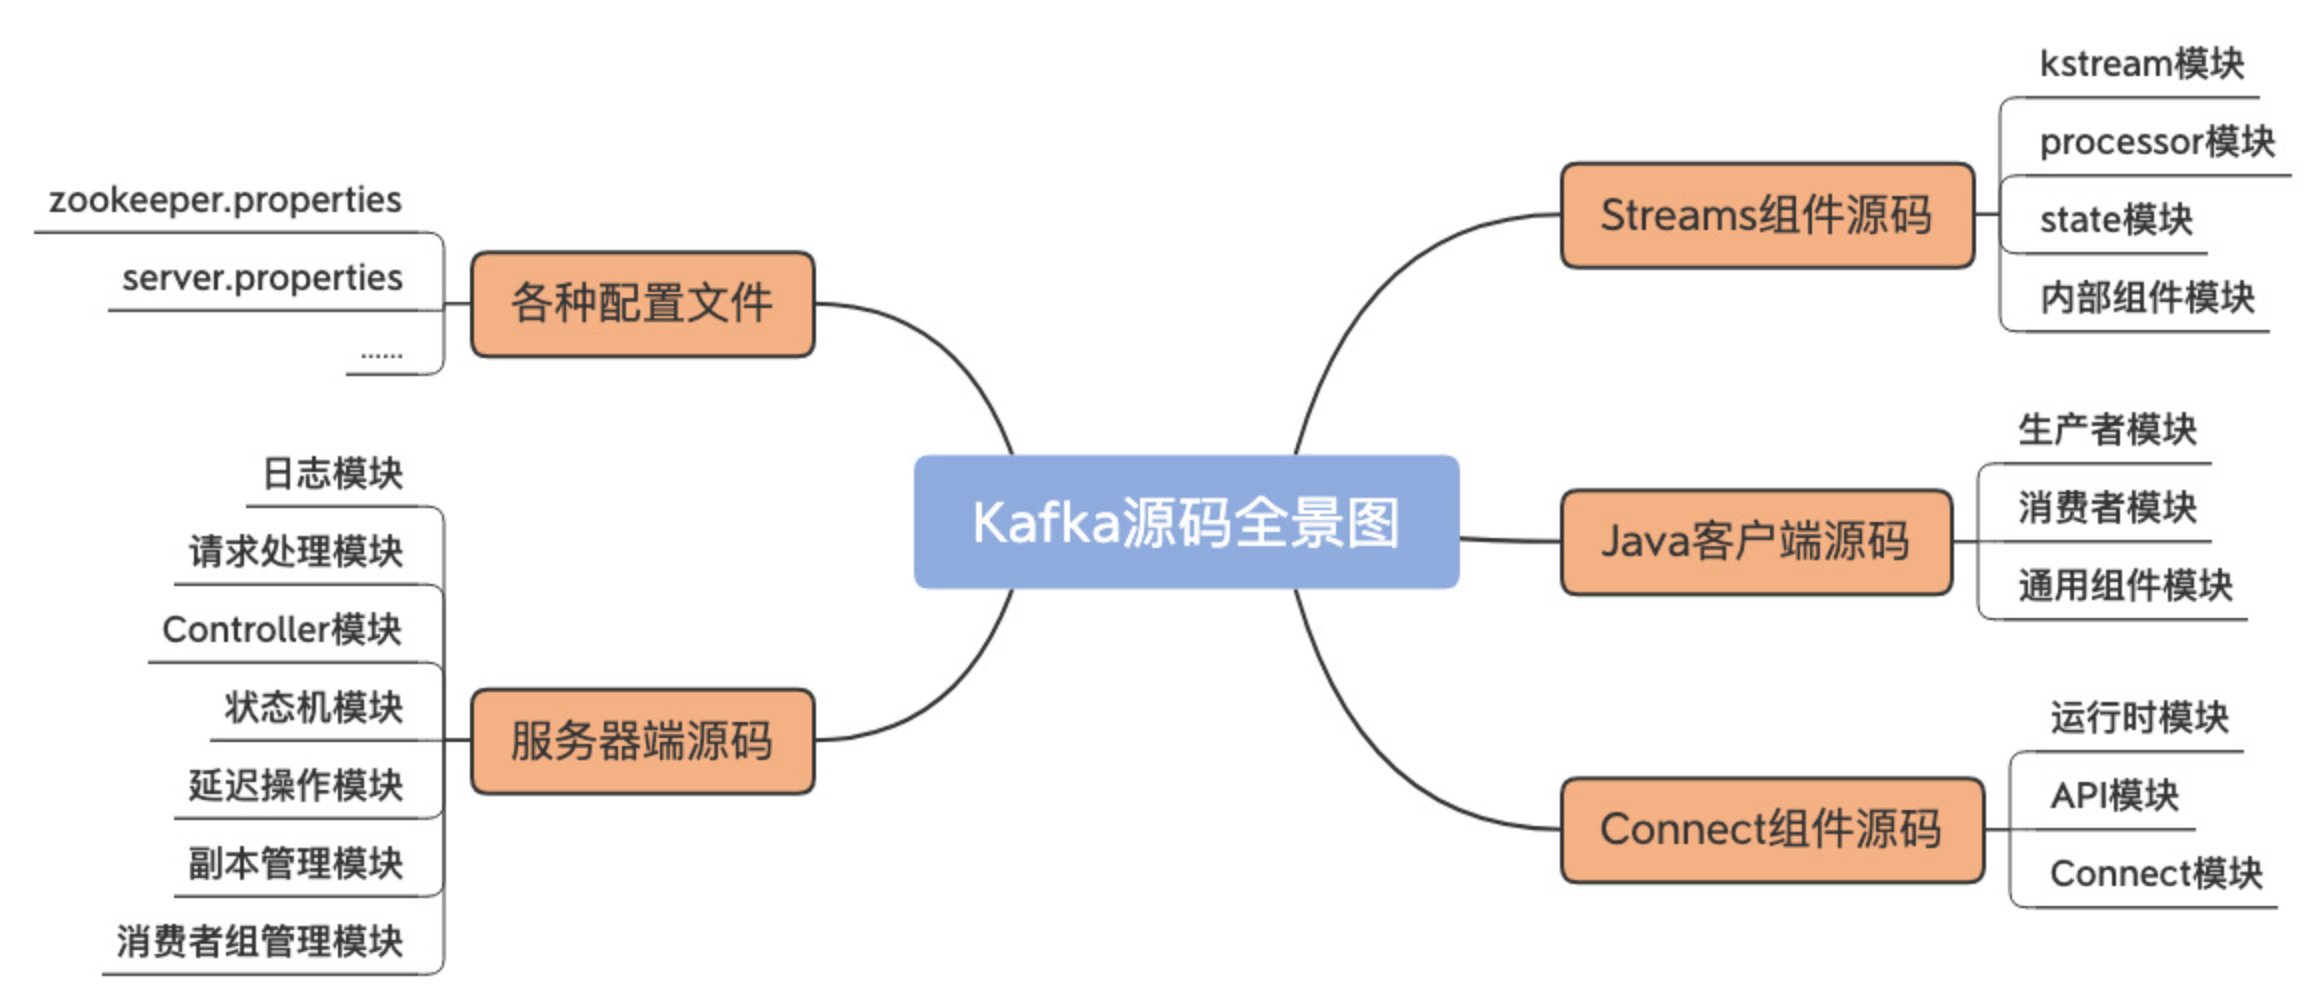 Kafka源码全景图
各种配置文件
zookeeper.properties
server.properties
......
服务器端源码
日志模块
请求处理模块
Controller模块
状态机模块
延迟操作模块
副本管理模块
消费者组管理模块
Streams组件源码
kstream模块
processor模块
state模块
内部组件模块
Java客户端源码
生产者模块
消费者模块
通用组件模块
Connect组件源码
运行时模块
API模块
Connect模块